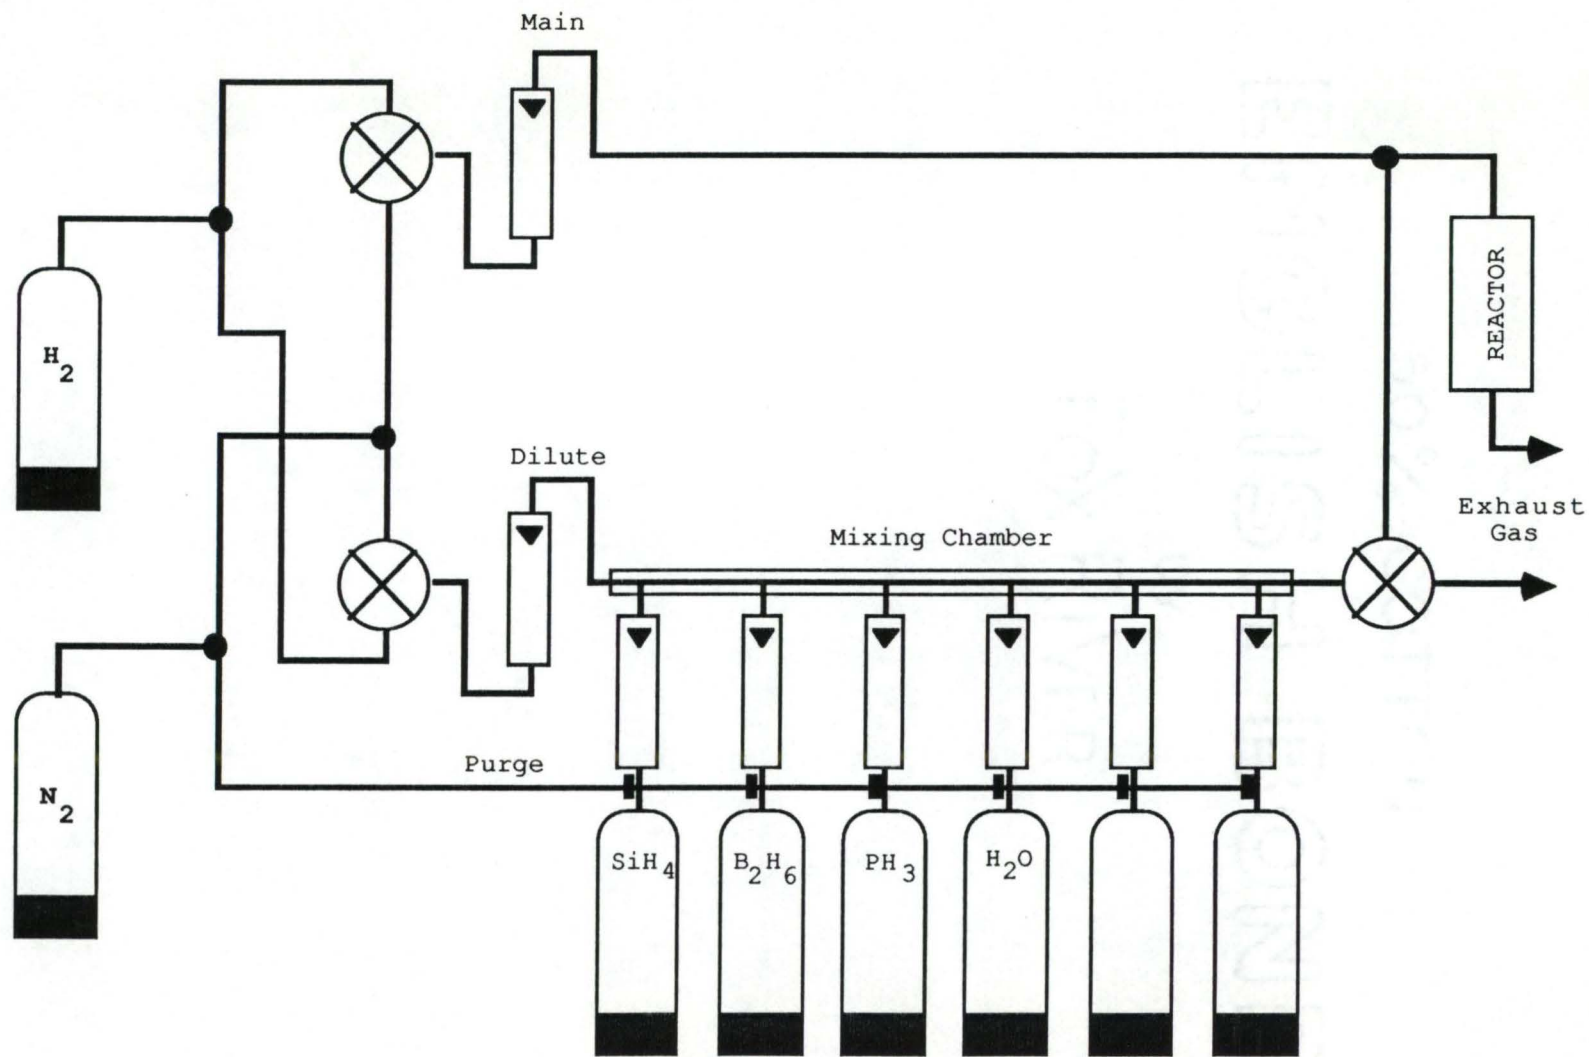 Main
H2
REACTOR
Dilute
Exhaust
Gas
Mixing Chamber
N2
Purge
SiH4
B2H6
PH3
H2O